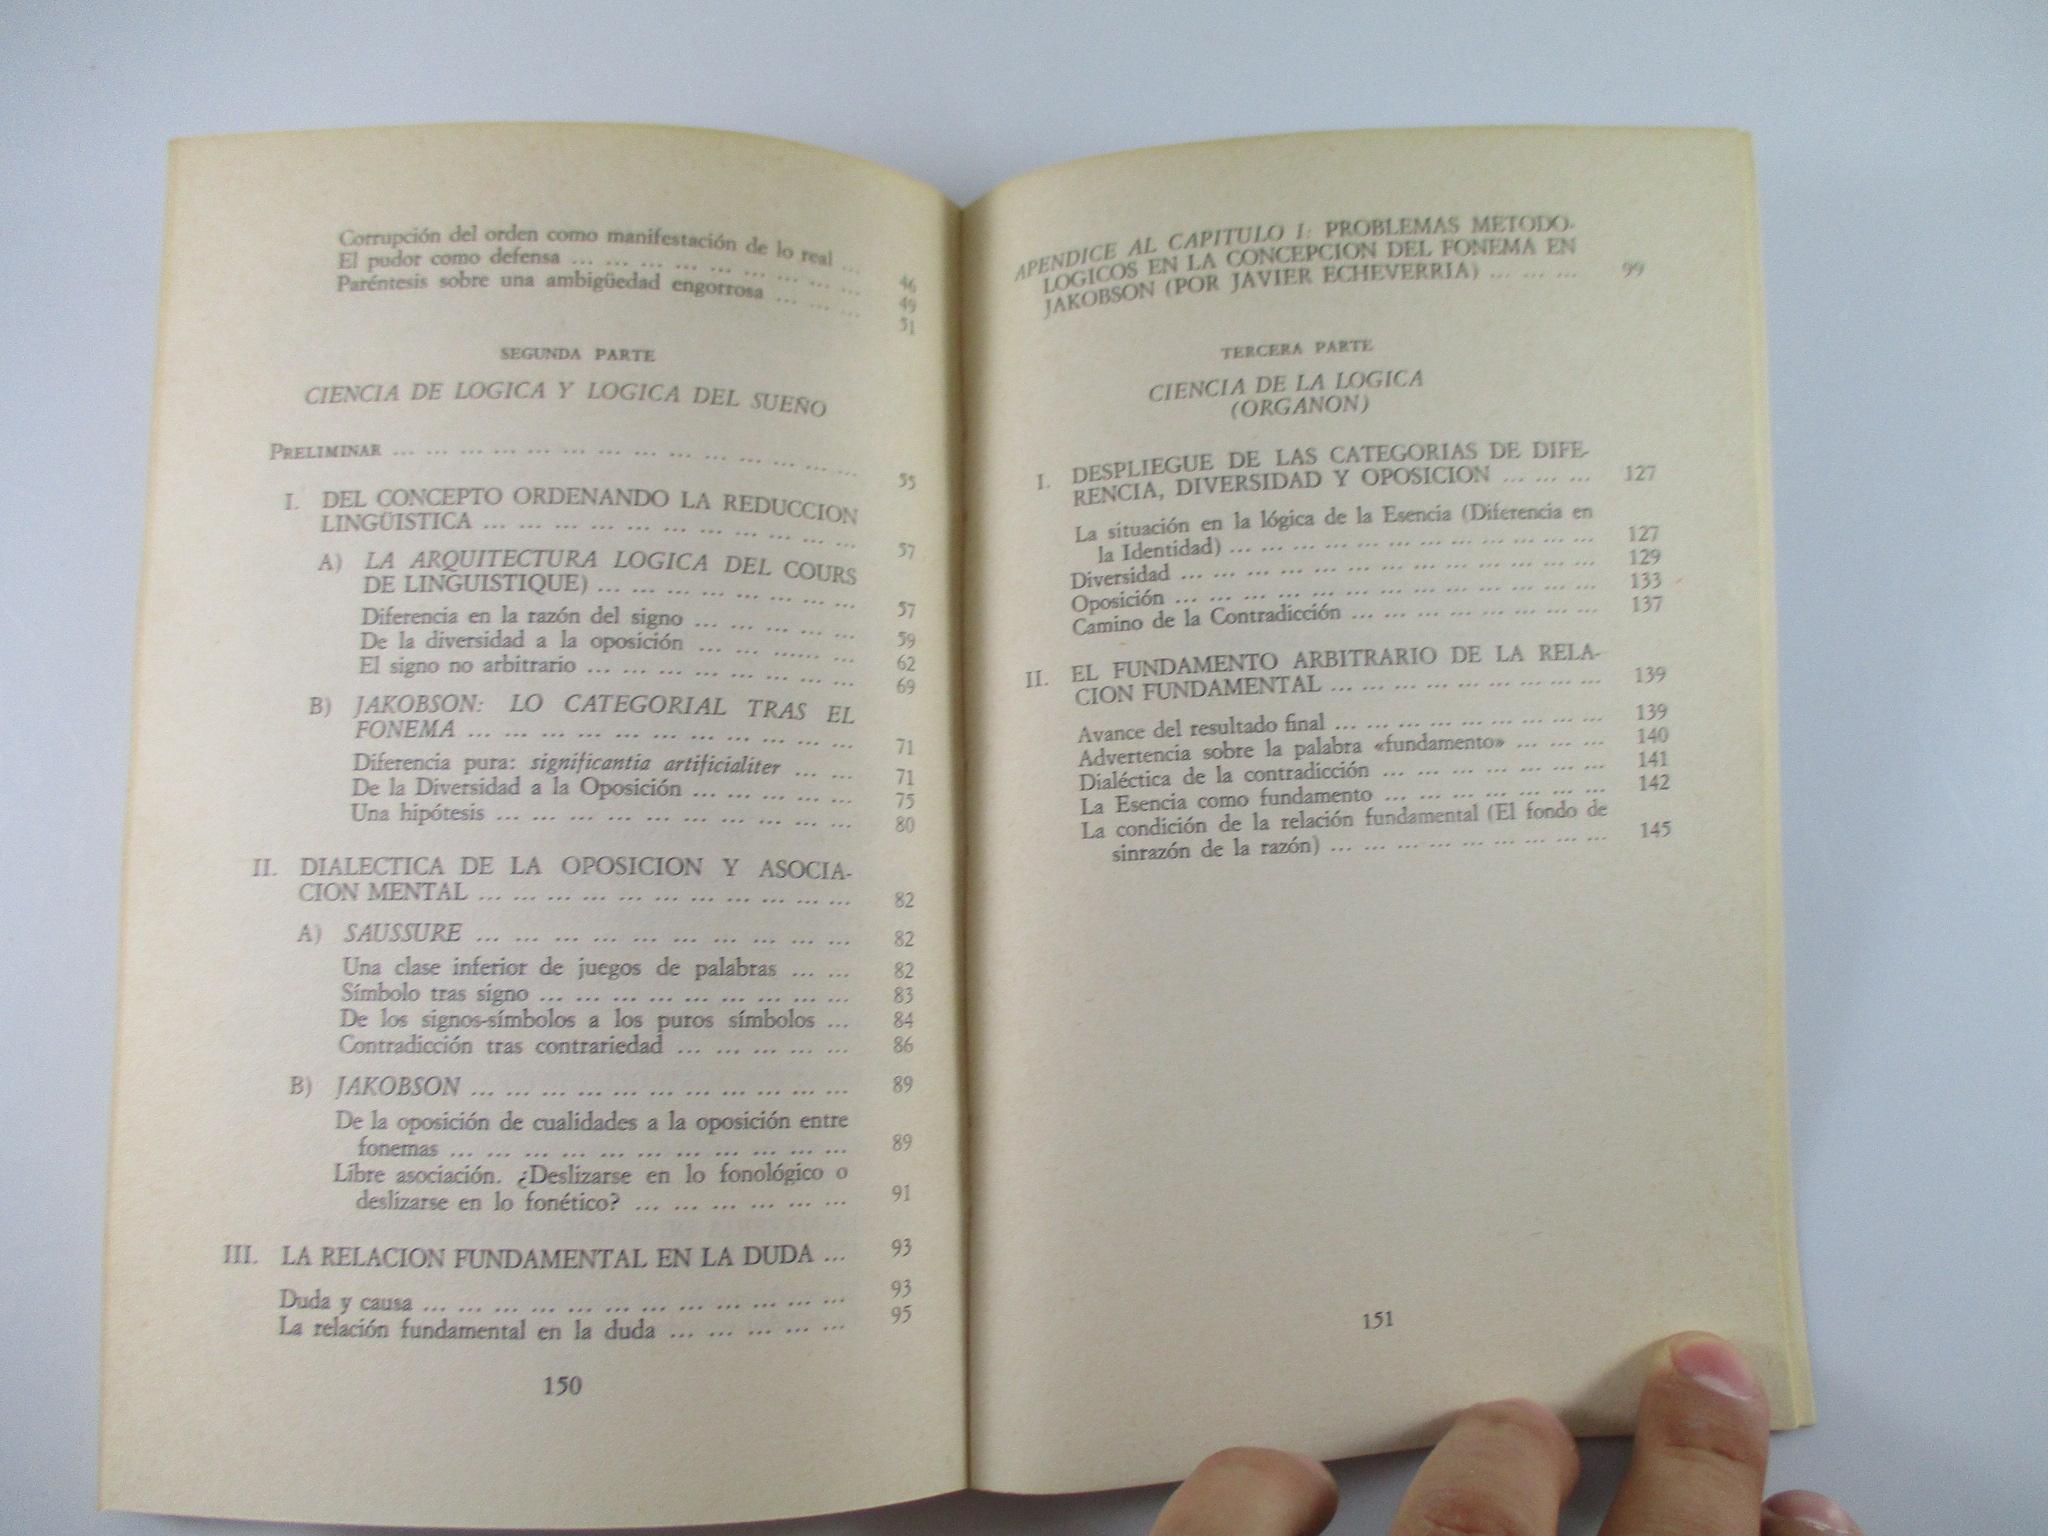 Corrupción del orden como manifestación de lo real ... 46
El pudor como defensa ... ... ... ... ... ... ... ... ... 49
Paréntesis sobre una ambigüedad engorrosa ... ... ... 51
SEGUNDA PARTE
CIENCIA DE LOGICA Y LOGICA DEL SUEÑO
PRELIMINAR ... ... ... ... ... ... ... ... ... ... ... ... ... 55
I. DEL CONCEPTO ORDENANDO LA REDUCCION
LINGÜISTICA ... ... ... ... ... ... ... ... ... ... ... 57
A) LA ARQUITECTURA LOGICA DEL COURS
DE LINGUISTIQUE) ... ... ... ... ... ... ... ... 57
Diferencia en la razón del signo ... ... ... ... ... 59
De la diversidad a la oposición ... ... ...... ... 62
El signo no arbitrario ... ... ... ... ... ... ... ... 69
B) JAKOBSON: LO CATEGORIAL TRAS EL
FONEMA ... ... ... ... ... ... ... ... ... ... ... 71
Diferencia pura: significantia artificialiter ... ... 71
De la Diversidad a la Oposición ... ... ... ... ... 75
Una hipótesis ... ... ... ... ... ... ... ... ... ... 80
II. DIALECTICA DE LA OPOSICION Y ASOCIA-
CION MENTAL ... ... ... ... ... ... ... ... ... ... ... 82
A) SAUSSURE ... ... ... ... ... ... ... ... ... ... 82
Una clase inferior de juegos de palabras ... ... 82
Símbolo tras signo ... ... ... ... ... ... ... ... ... 83
De los signos-símbolos a los puros símbolos ... 84
Contradicción tras contrariedad ... ... ... ... ... 86
B) JAKOBSON ... ... ... ... ... ... ... ... ... ... ... 89
De la oposición de cualidades a la oposición entre
fonemas ... ... ... ... ... ... ... ... ... ... ... 89
Libre asociación. ¿Deslizarse en lo fonológico o
deslizarse en lo fonético? ... ... ... ... ... ... 91
III. LA RELACION FUNDAMENTAL EN LA DUDA ... 93
Duda y causa ... ... ... ... ... ... ... ... ... ... ... ... 93
La relación fundamental en la duda ... ... ... ... ... 95
150
APENDICE AL CAPITULO I: PROBLEMAS METODO-
LOGICOS EN LA CONCEPCION DEL FONEMA EN
JAKOBSON (POR JAVIER ECHEVERRIA) ... ... ... 99
TERCERA PARTE
CIENCIA DE LA LOGICA
(ORGANON)
I. DESPLIEGUE DE LAS CATEGORIAS DE DIFE-
RENCIA, DIVERSIDAD Y OPOSICION ... ... ... 127
La situación en la lógica de la Esencia (Diferencia en
la Identidad) ... ... ... ... ... ... ... ... ... ... ... 127
Diversidad ... ... ... ... ... ... ... ... ... ... ... ... 129
Oposición ... ... ... ... ... ... ... ... ... ... ... ... 133
Camino de la Contradicción ... ... ... ... ... ... ... 137
II. EL FUNDAMENTO ARBITRARIO DE LA RELA-
CION FUNDAMENTAL ... ... ... ... ... ... ... ... ... 139
Avance del resultado final ... ... ... ... ... ... ... ... 139
Advertencia sobre la palabra «fundamento» ... ... ... 140
Dialéctica de la contradicción ... ... ... ... ... ... ... 141
La Esencia como fundamento ... ... ... ... ... ... ... 142
La condición de la relación fundamental (El fondo de
sinrazón de la razón) ... ... ... ... ... ... ... ... ... 145
151